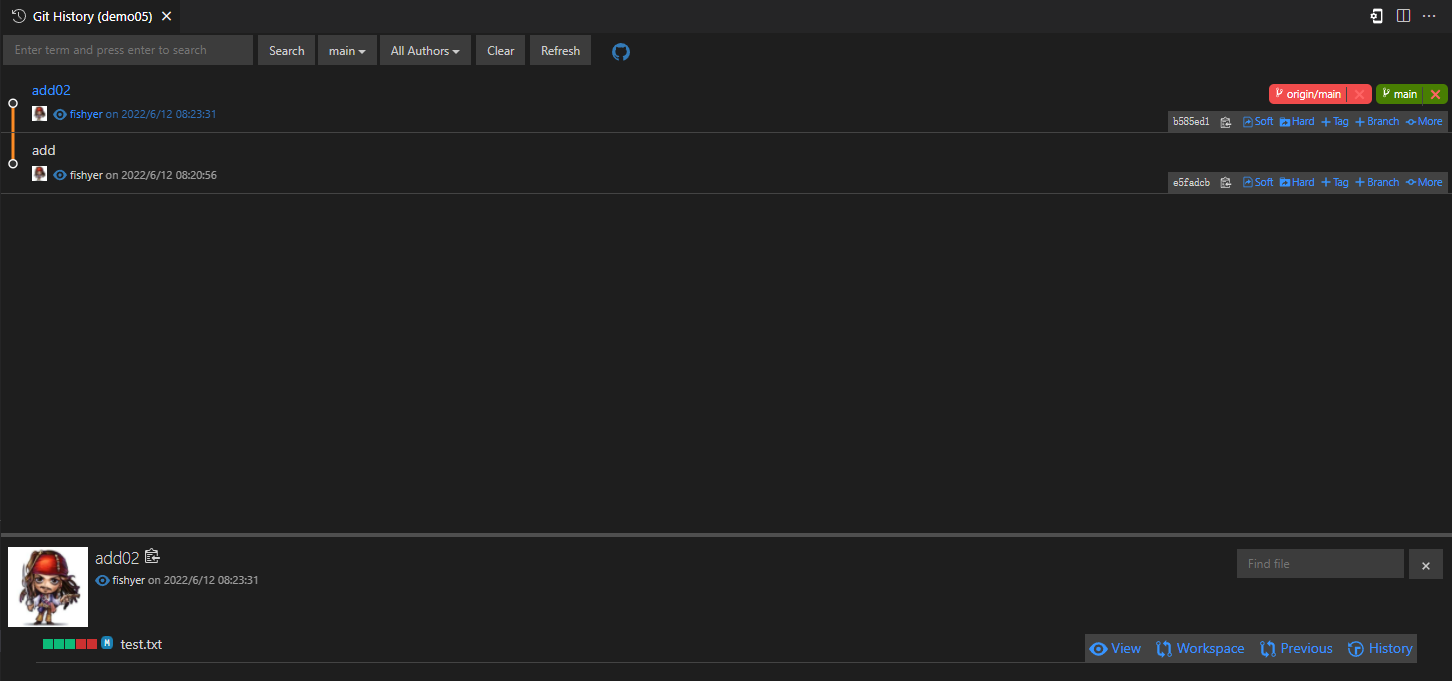 Git History (demo05)
Enter term and press enter to search Search main All Authors Clear Refresh
add02
origin/main main
fishyer on 2022/6/12 08:23:31
b585ed1 Soft Hard Tag Branch More
add
fishyer on 2022/6/12 08:20:56
e5fadcb Soft Hard Tag Branch More
add02
Find file
fishyer on 2022/6/12 08:23:31
M test.txt
View Workspace Previous History